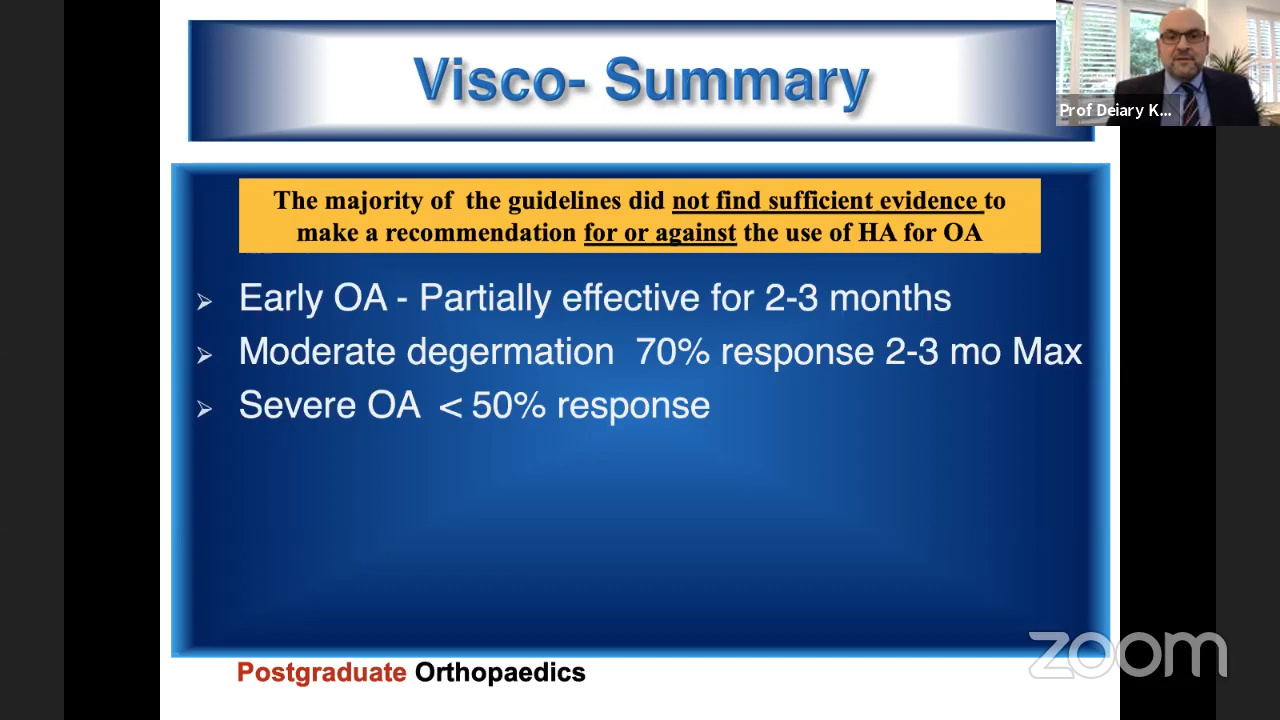 Visco- Summary
Prof Deiary K...
The majority of the guidelines did not find sufficient evidence to
make a recommendation for or against the use of HA for OA
Early OA - Partially effective for 2-3 months
Moderate degermation 70% response 2-3 mo Max
Severe OA < 50% response
zoom
Postgraduate Orthopaedics